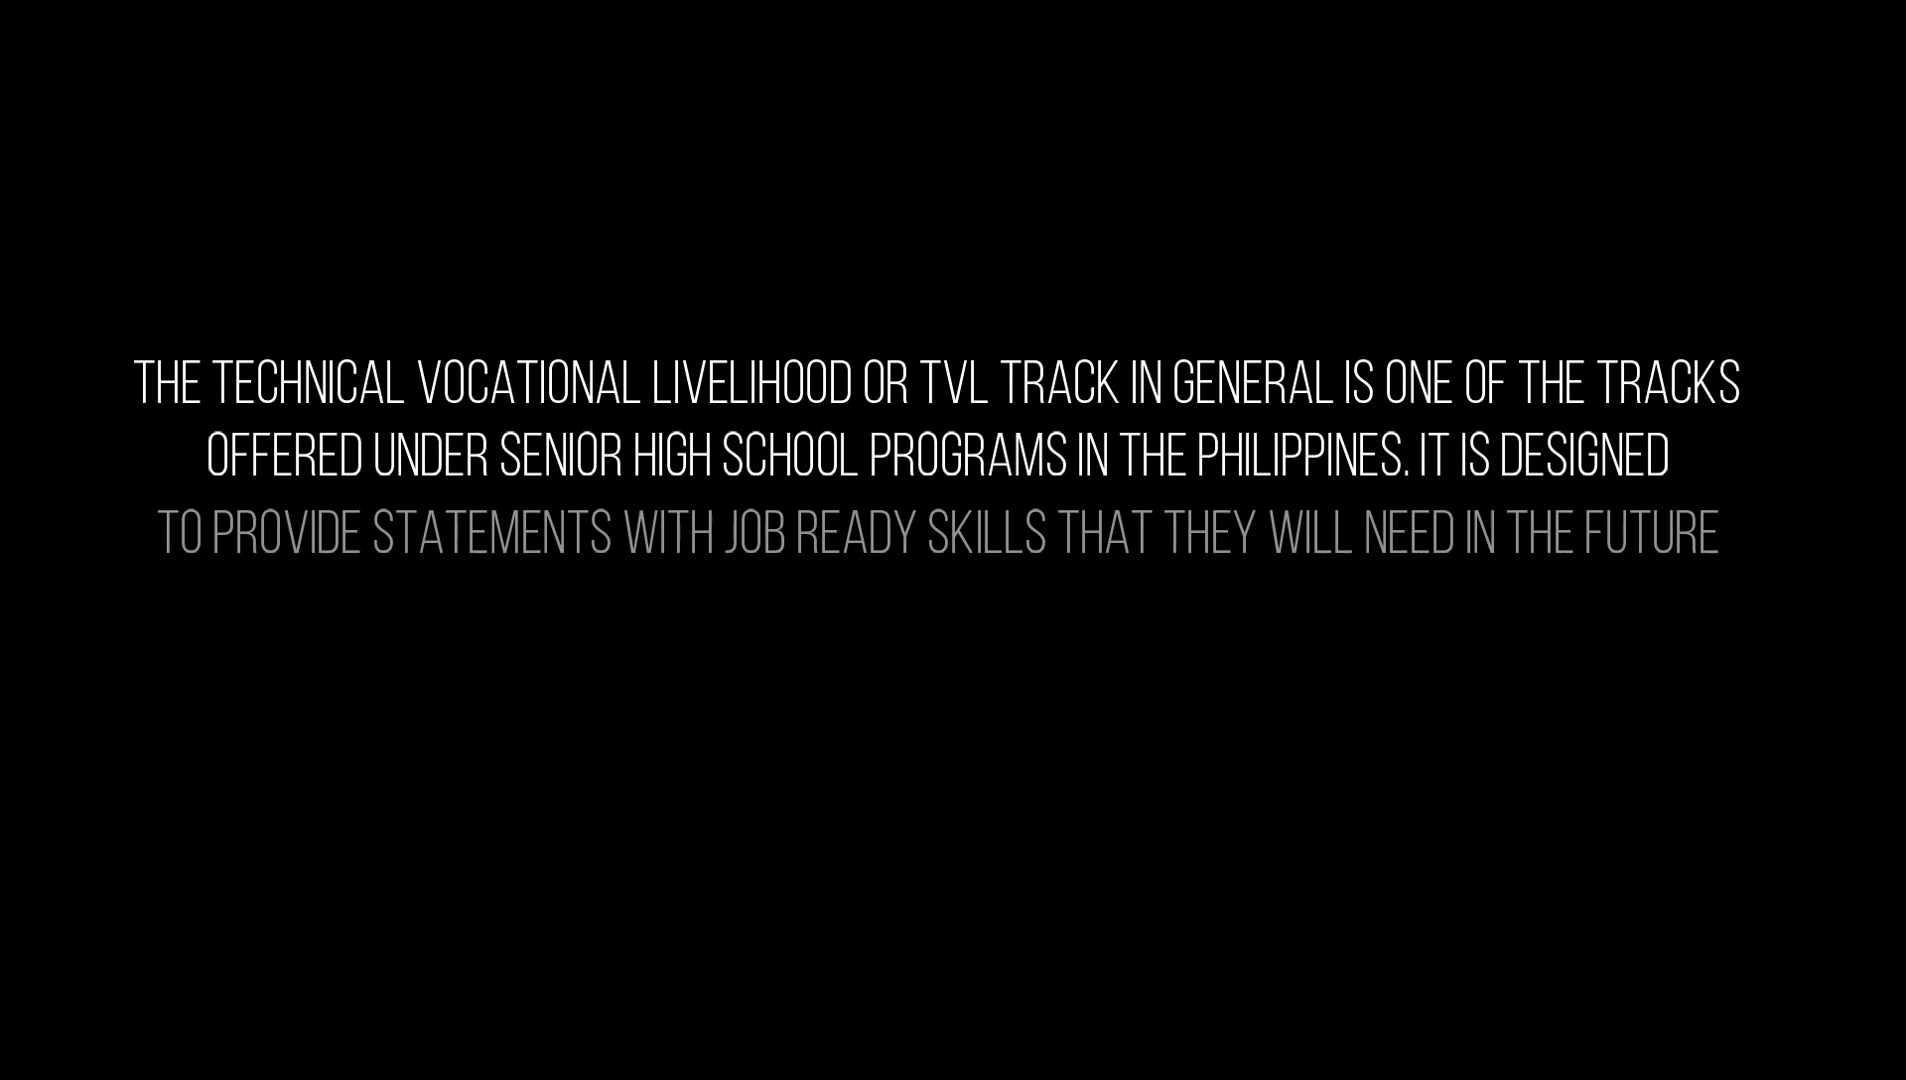 THE TECHNICAL VOCATIONAL LIVELIHOOD OR TVL TRACK IN GENERAL IS ONE OF THE TRACKS
OFFERED UNDER SENIOR HIGH SCHOOL PROGRAMS IN THE PHILIPPINES. IT IS DESIGNED
TO PROVIDE STATEMENTS WITH JOB READY SKILLS THAT THEY WILL NEED IN THE FUTURE